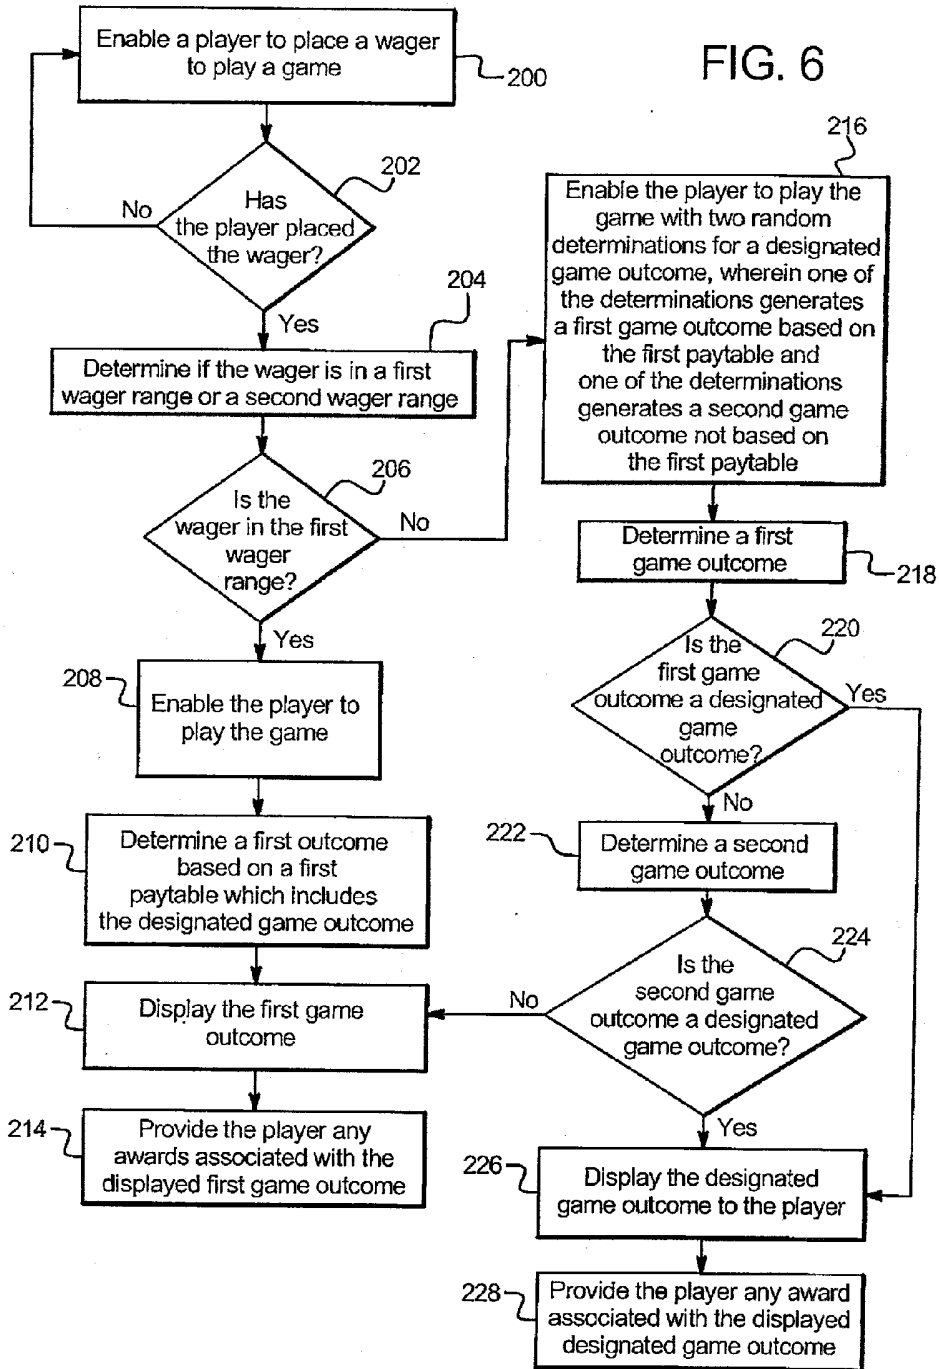 FIG. 6
Enable a player to place a wager
to play a game
200
202
Has
the player placed
the wager?
No
Yes
204
Determine if the wager is in a first
wager range or a second wager range
206
Is the
wager in the first
wager
range?
No
Yes
208
Enable the player to
play the game
210
Determine a first outcome
based on a first
paytable which includes
the designated game outcome
212
Display the first game
outcome
214
Provide the player any
awards associated with the
displayed first game outcome
216
Enable the player to play the
game with two random
determinations for a designated
game outcome, wherein one of
the determinations generates
a first game outcome based on
the first paytable and
one of the determinations
generates a second game
outcome not based on
the first paytable
Determine a first
game outcome
218
220
Is the
first game
outcome a designated
game
outcome?
Yes
No
222
Determine a second
game outcome
224
Is the
second game
outcome a designated
game outcome?
No
Yes
226
Display the designated
game outcome to the player
228
Provide the player any award
associated with the displayed
designated game outcome